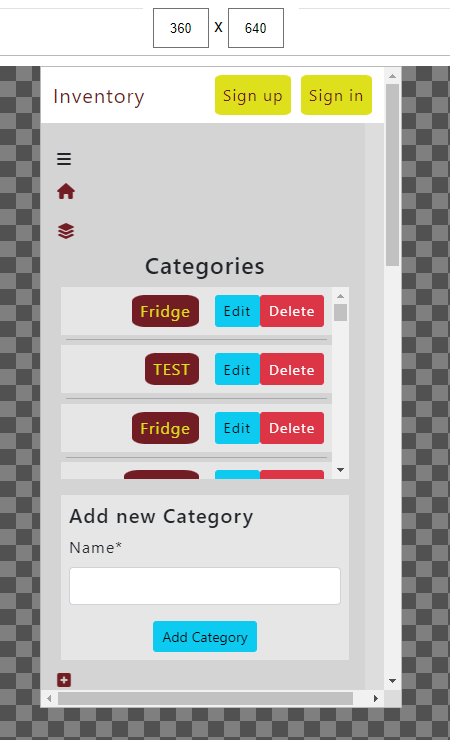 360 x 640
Inventory Sign up Sign in
Categories
Fridge Edit Delete
TEST Edit Delete
Fridge Edit Delete
Add new Category
Name*
Add Category